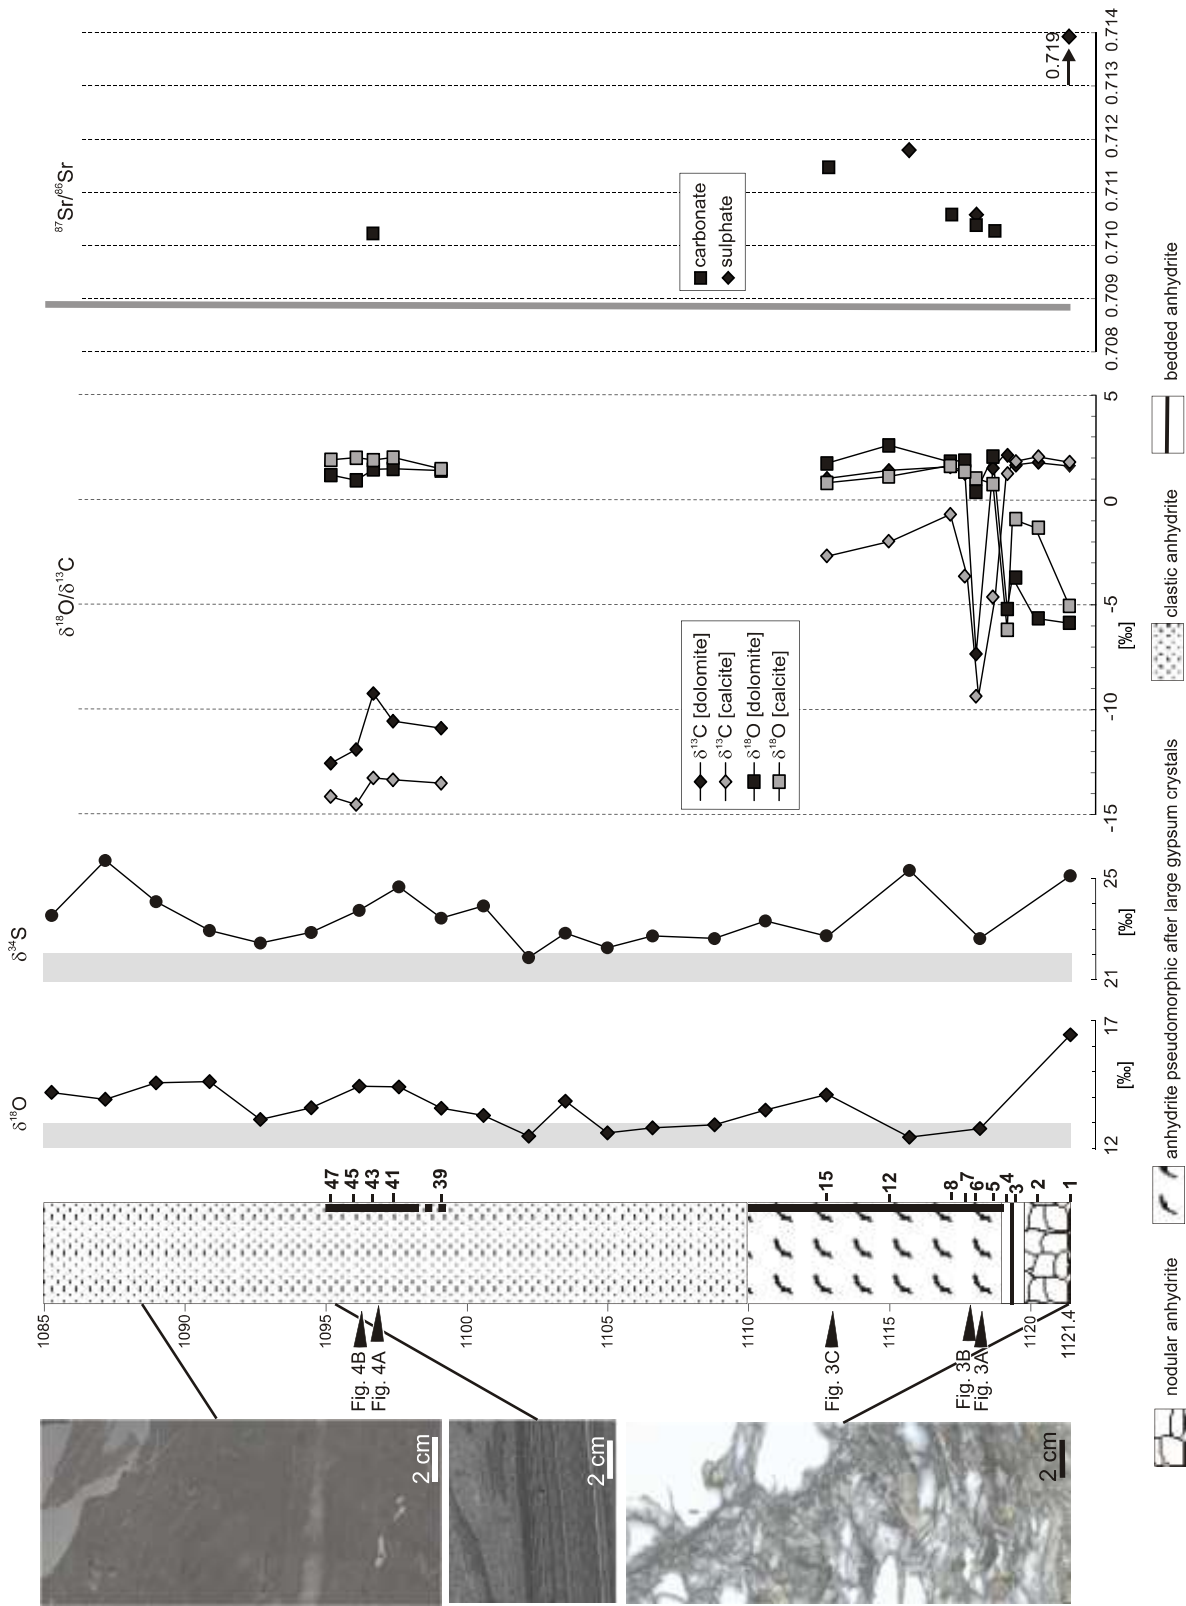 2 cm
2 cm
2 cm
Fig. 4B
Fig. 4A
Fig. 3C
Fig. 3B
Fig. 3A
1085
1090
1095
1100
1105
1110
1115
1120
1121.4
47
45
43
41
39
15
12
8
7
6
5
4
3
2
1
δ¹⁸O
12
[‰]
17
δ³⁴S
21
[‰]
25
δ¹⁸O/δ¹³C
δ¹³C [dolomite]
δ¹³C [calcite]
δ¹⁸O [dolomite]
δ¹⁸O [calcite]
-15
-10
-5
0
5
[‰]
⁸⁷Sr/⁸⁶Sr
carbonate
sulphate
0.719
0.708
0.709
0.710
0.711
0.712
0.713
0.714
nodular anhydrite
anhydrite pseudomorphic after large gypsum crystals
clastic anhydrite
bedded anhydrite